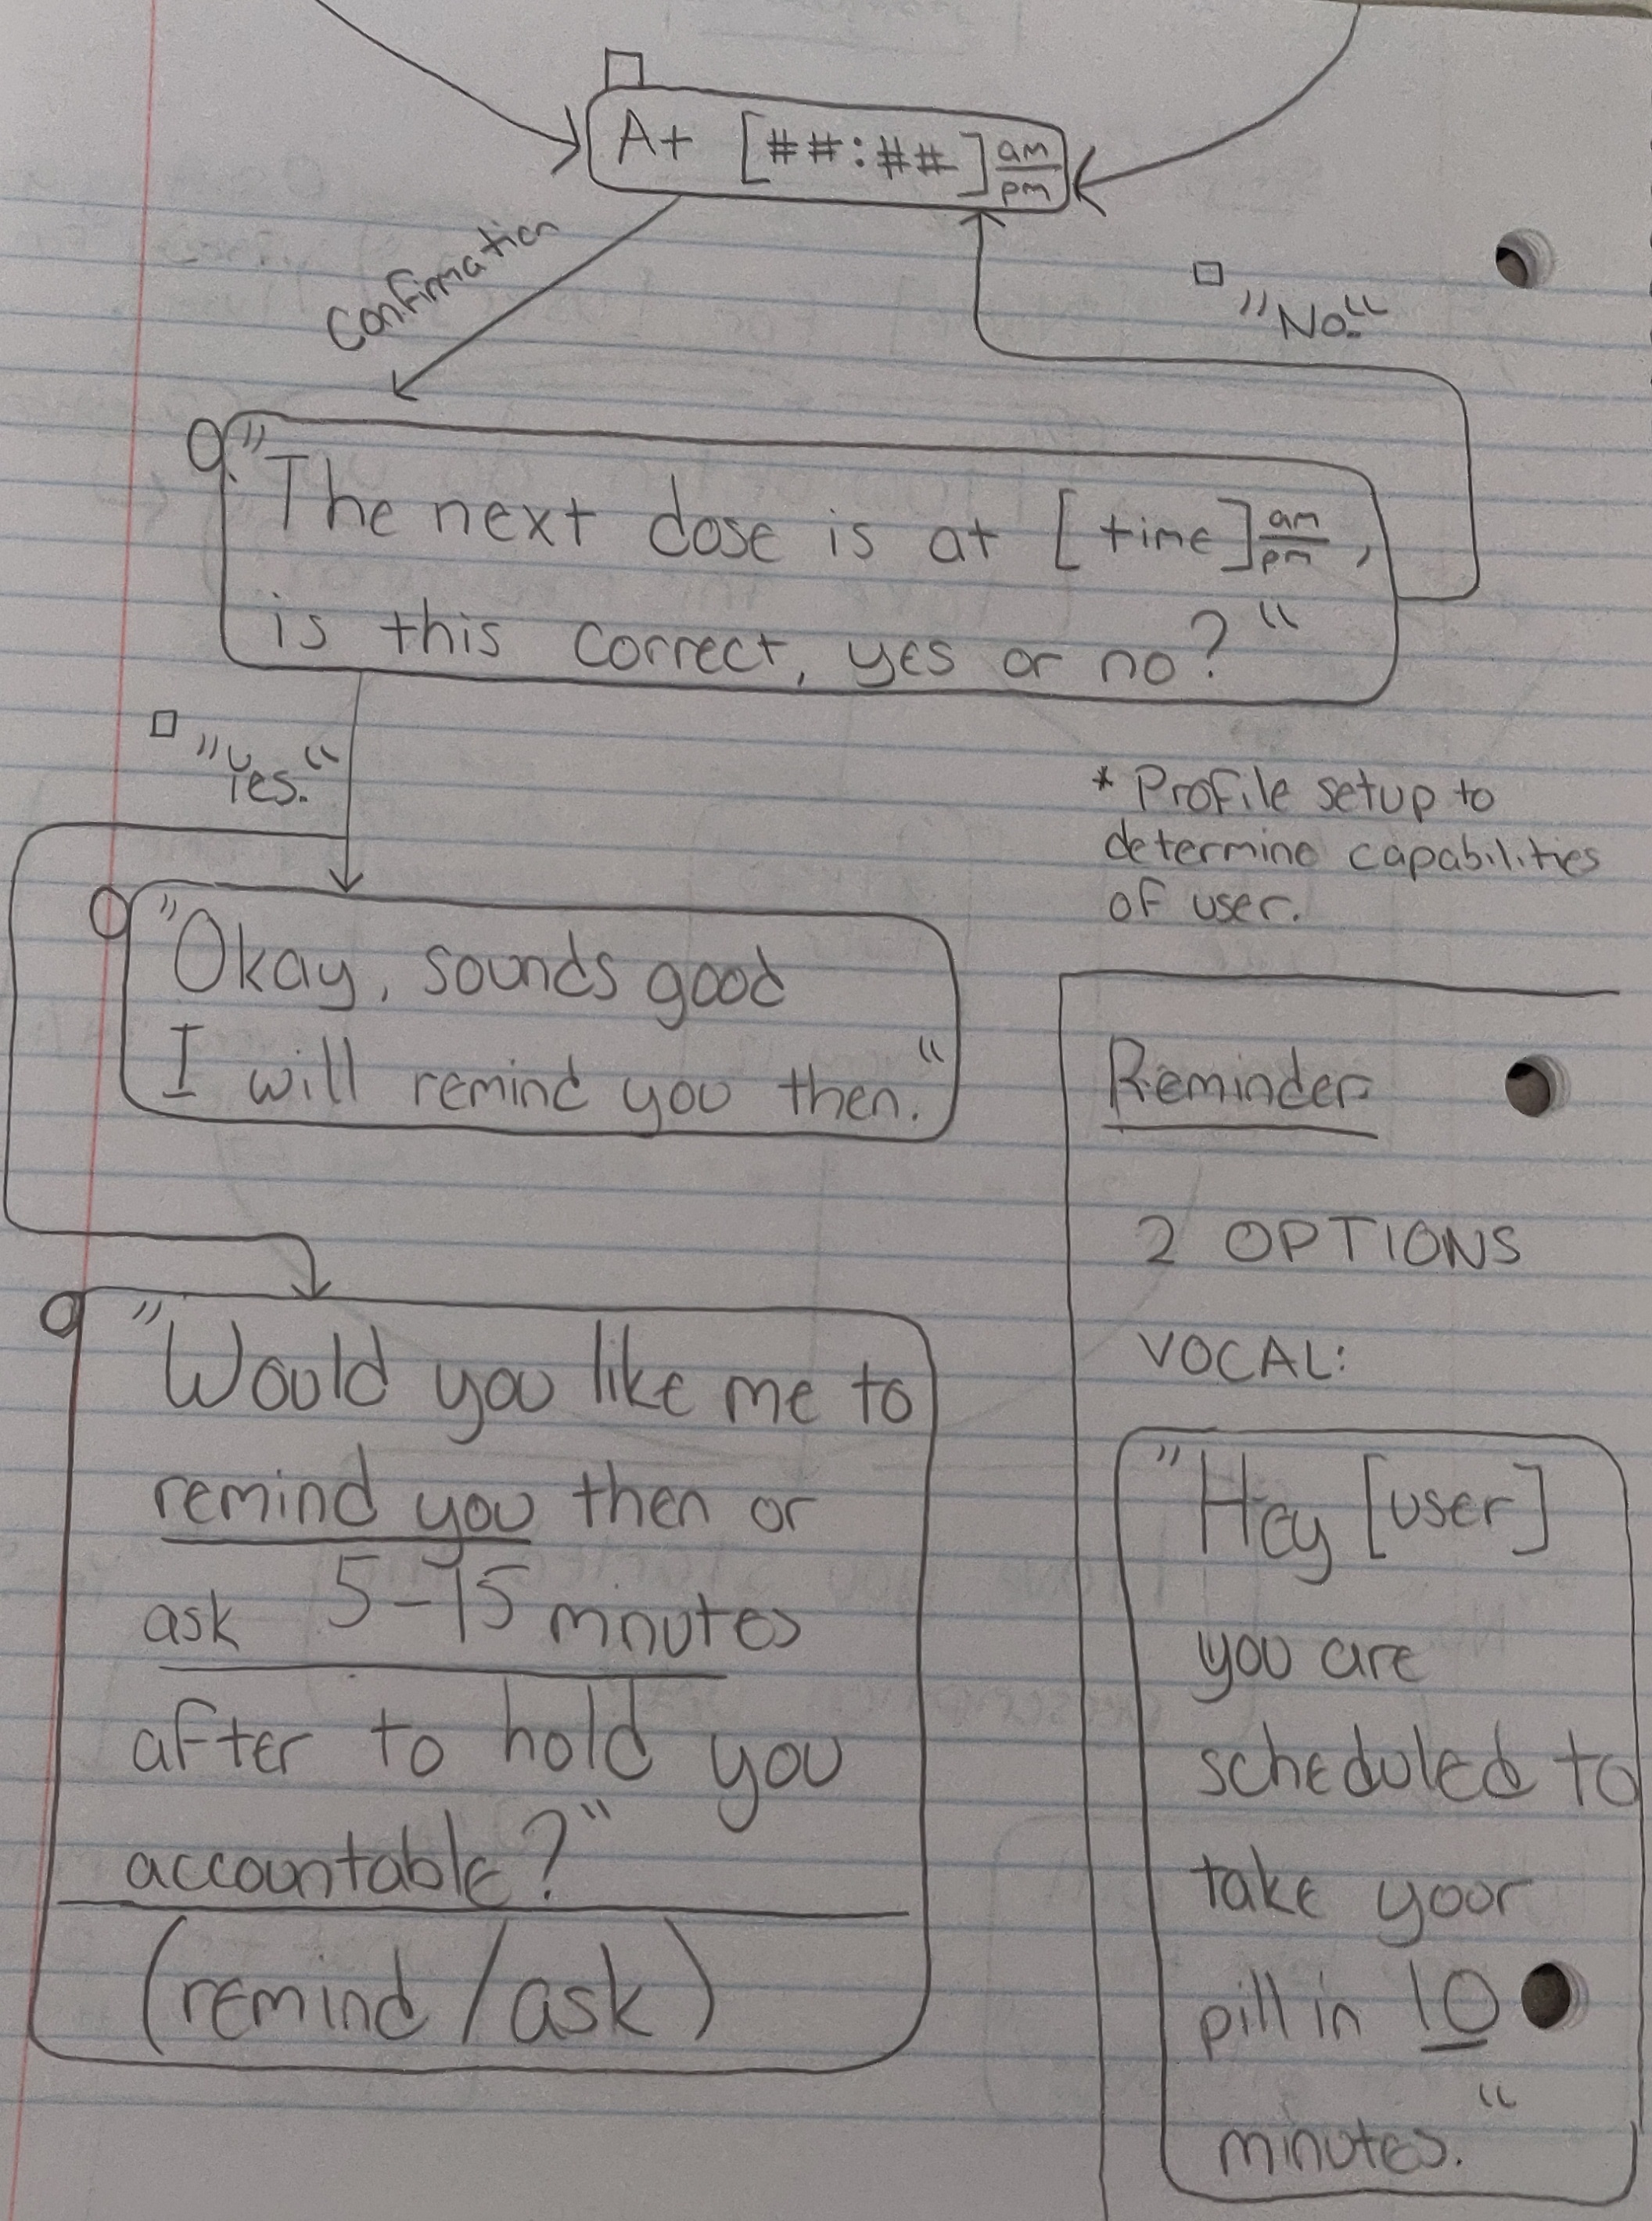 At [##:##] am/pm
Confirmation
"No."
"The next dose is at [time] am/pm,
is this correct, yes or no?"
"Yes."
"Okay, sounds good
I will remind you then."
"Would you like me to
remind you then or
ask 5-15 minutes
after to hold you
accountable?"
(remind/ask)
* Profile setup to
determine capabilities
of user.
Reminder
2 OPTIONS
VOCAL:
"Hey [user]
you are
scheduled to
take your
pill in 10
minutes."